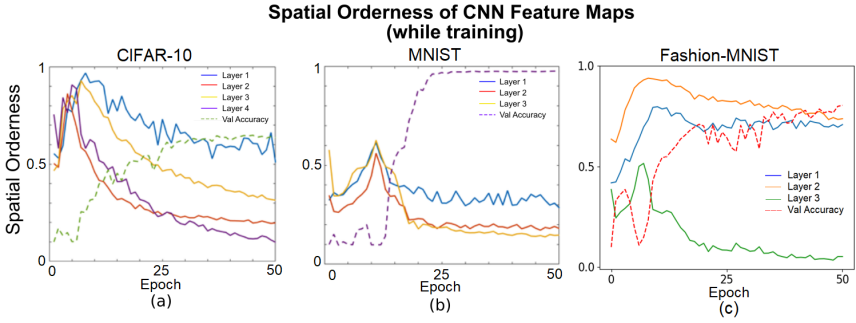 Spatial Orderness of CNN Feature Maps
(while training)
CIFAR-10
MNIST
Fashion-MNIST
Spatial Orderness
1
0.5
0
0
25
50
Epoch
(a)
Layer 1
Layer 2
Layer 3
Layer 4
Val Accuracy
1
0.5
0
0
25
50
Epoch
(b)
Layer 1
Layer 2
Layer 3
Val Accuracy
1.0
0.5
0.0
0
25
50
Epoch
(c)
Layer 1
Layer 2
Layer 3
Val Accuracy